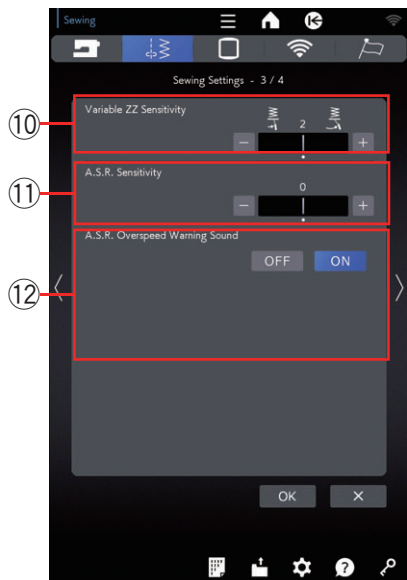 Sewing
Sewing Settings - 3 / 4
⑩
Variable ZZ Sensitivity
2
− +
⑪
A.S.R. Sensitivity
0
− +
⑫
A.S.R. Overspeed Warning Sound
OFF ON
OK ×
?